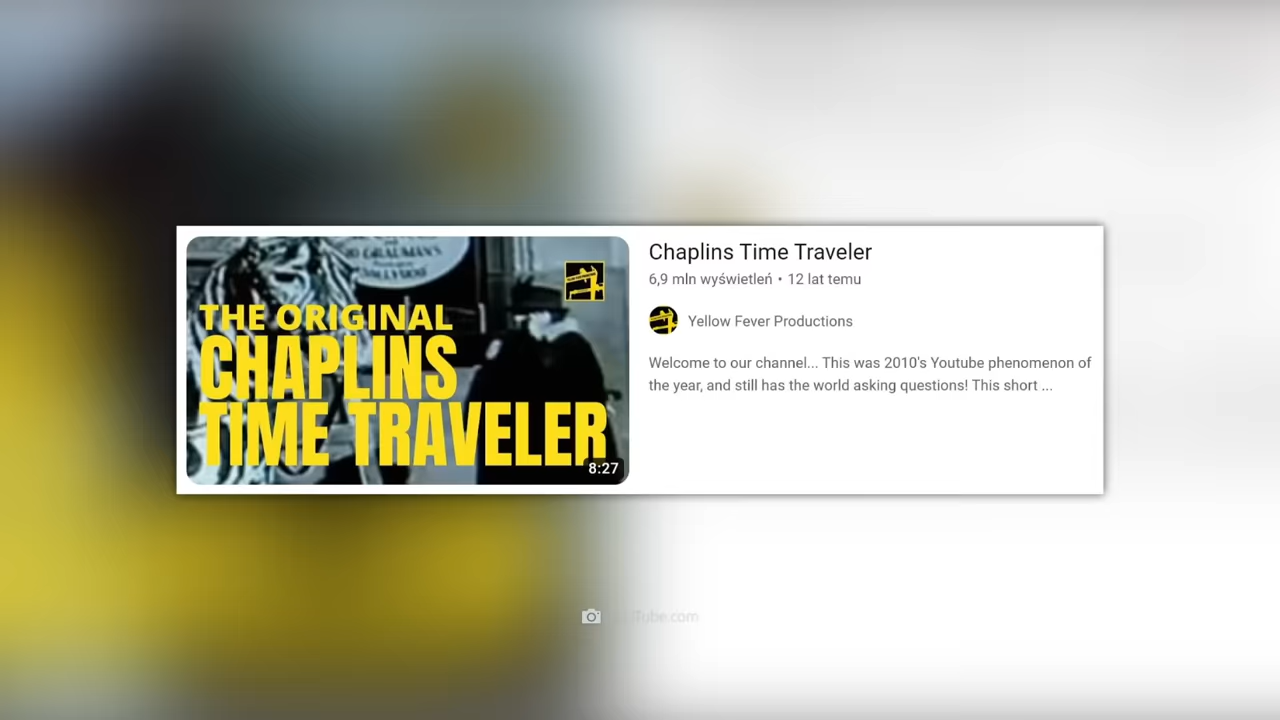 THE ORIGINAL
CHAPLINS
TIME TRAVELER
8:27
Chaplins Time Traveler
6,9 mln wyświetleń • 12 lat temu
Yellow Fever Productions
Welcome to our channel... This was 2010's Youtube phenomenon of
the year, and still has the world asking questions! This short ...